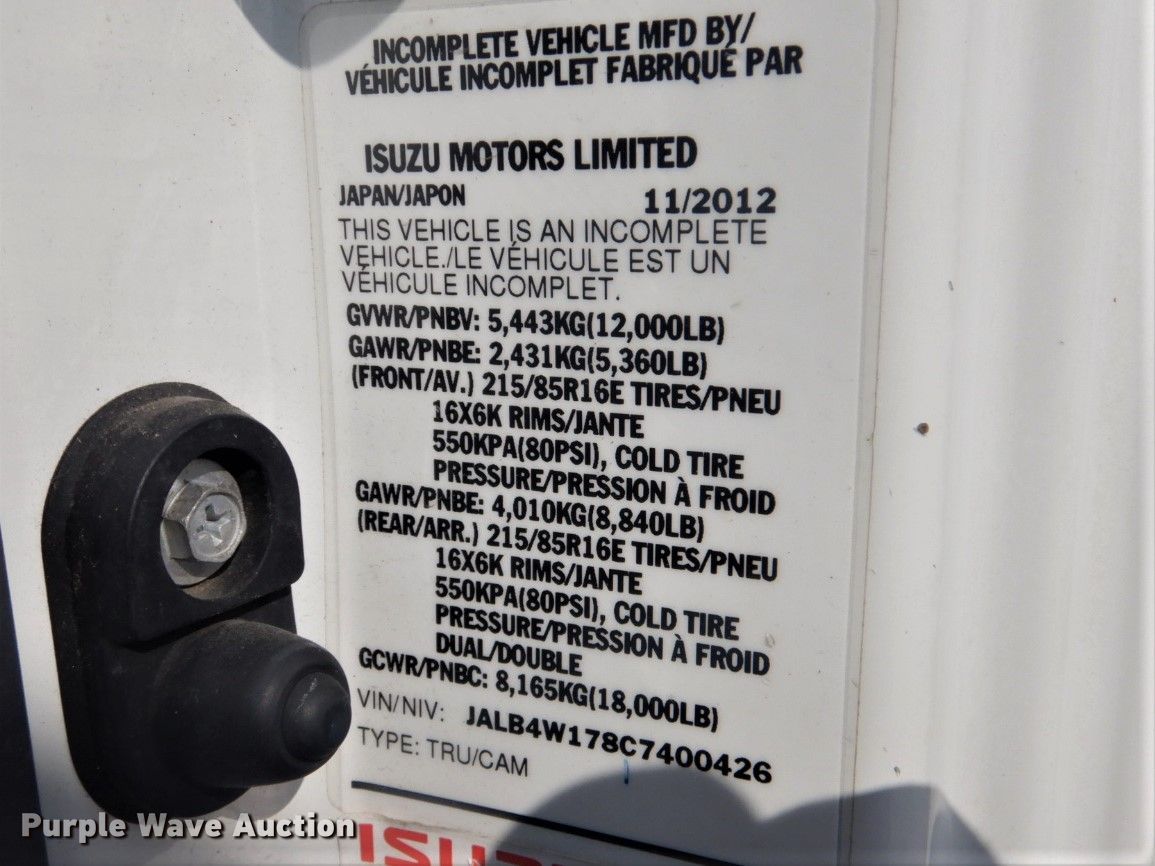 INCOMPLETE VEHICLE MFD BY/
VÉHICULE INCOMPLET FABRIQUÉ PAR
ISUZU MOTORS LIMITED
JAPAN/JAPON 11/2012
THIS VEHICLE IS AN INCOMPLETE
VEHICLE./LE VÉHICULE EST UN
VÉHICULE INCOMPLET.
GVWR/PNBV: 5,443KG(12,000LB)
GAWR/PNBE: 2,431KG(5,360LB)
(FRONT/AV.) 215/85R16E TIRES/PNEU
16X6K RIMS/JANTE
550KPA(80PSI), COLD TIRE
PRESSURE/PRESSION À FROID
GAWR/PNBE: 4,010KG(8,840LB)
(REAR/ARR.) 215/85R16E TIRES/PNEU
16X6K RIMS/JANTE
550KPA(80PSI), COLD TIRE
PRESSURE/PRESSION À FROID
DUAL/DOUBLE
GCWR/PNBC: 8,165KG(18,000LB)
VIN/NIV: JALB4W178C7400426
TYPE: TRU/CAM
ISUZU
Purple Wave Auction